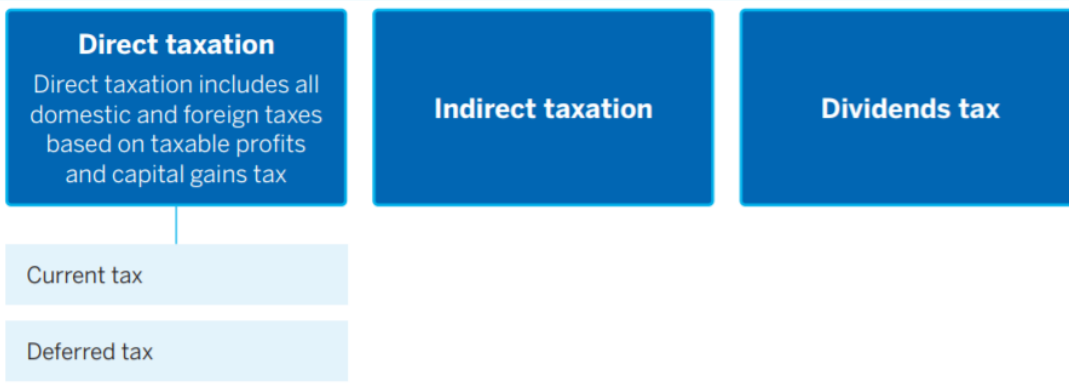 Direct taxation
Direct taxation includes all
domestic and foreign taxes
based on taxable profits
and capital gains tax
Indirect taxation
Dividends tax
Current tax
Deferred tax